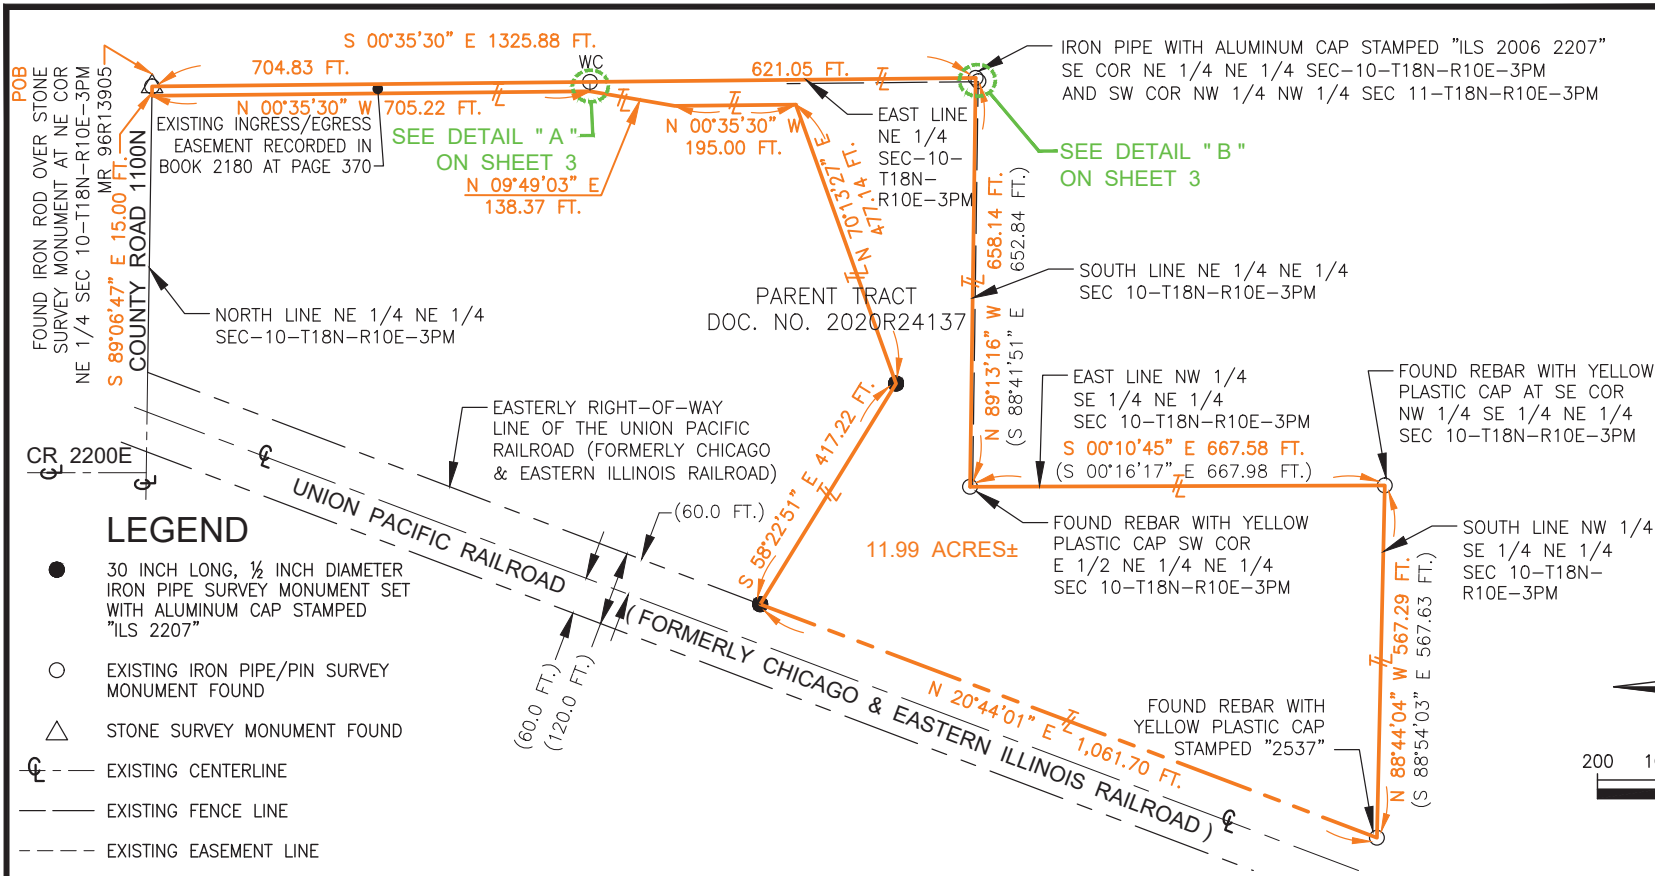 POB
FOUND IRON ROD OVER STONE
SURVEY MONUMENT AT NE COR
NE 1/4 SEC 10-T18N-R10E-3PM
MR 96R13905
S 89°06'47" E 15.00 FT.
COUNTY ROAD 1100N
S 00°35'30" E 1325.88 FT.
704.83 FT.
WC
621.05 FT.
N 00°35'30" W 705.22 FT.
EXISTING INGRESS/EGRESS
EASEMENT RECORDED IN
BOOK 2180 AT PAGE 370
SEE DETAIL "A"
ON SHEET 3
N 09°49'03" E
138.37 FT.
N 00°35'30" W
195.00 FT.
N 70°13'27" E
477.14 FT.
EAST LINE
NE 1/4
SEC-10-
T18N-
R10E-3PM
IRON PIPE WITH ALUMINUM CAP STAMPED "ILS 2006 2207"
SE COR NE 1/4 NE 1/4 SEC-10-T18N-R10E-3PM
AND SW COR NW 1/4 NW 1/4 SEC 11-T18N-R10E-3PM
SEE DETAIL "B"
ON SHEET 3
N 89°13'16" W 658.14 FT.
(S 88°41'51" E 652.84 FT.)
SOUTH LINE NE 1/4 NE 1/4
SEC 10-T18N-R10E-3PM
NORTH LINE NE 1/4 NE 1/4
SEC-10-T18N-R10E-3PM
PARENT TRACT
DOC. NO. 2020R24137
EAST LINE NW 1/4
SE 1/4 NE 1/4
SEC 10-T18N-R10E-3PM
S 00°10'45" E 667.58 FT.
(S 00°16'17" E 667.98 FT.)
FOUND REBAR WITH YELLOW
PLASTIC CAP AT SE COR
NW 1/4 SE 1/4 NE 1/4
SEC 10-T18N-R10E-3PM
EASTERLY RIGHT-OF-WAY
LINE OF THE UNION PACIFIC
RAILROAD (FORMERLY CHICAGO
& EASTERN ILLINOIS RAILROAD)
S 58°22'51" E 417.22 FT.
CR 2200E
UNION PACIFIC RAILROAD
(FORMERLY CHICAGO & EASTERN ILLINOIS RAILROAD)
(60.0 FT.)
(60.0 FT.)
(120.0 FT.)
11.99 ACRES±
FOUND REBAR WITH YELLOW
PLASTIC CAP SW COR
E 1/2 NE 1/4 NE 1/4
SEC 10-T18N-R10E-3PM
SOUTH LINE NW 1/4
SE 1/4 NE 1/4
SEC 10-T18N-
R10E-3PM
N 88°44'04" W 567.29 FT.
(S 88°54'03" E 567.63 FT.)
N 20°44'01" E 1,061.70 FT.
FOUND REBAR WITH
YELLOW PLASTIC CAP
STAMPED "2537"
200
LEGEND
30 INCH LONG, ½ INCH DIAMETER
IRON PIPE SURVEY MONUMENT SET
WITH ALUMINUM CAP STAMPED
"ILS 2207"
EXISTING IRON PIPE/PIN SURVEY
MONUMENT FOUND
STONE SURVEY MONUMENT FOUND
EXISTING CENTERLINE
EXISTING FENCE LINE
EXISTING EASEMENT LINE